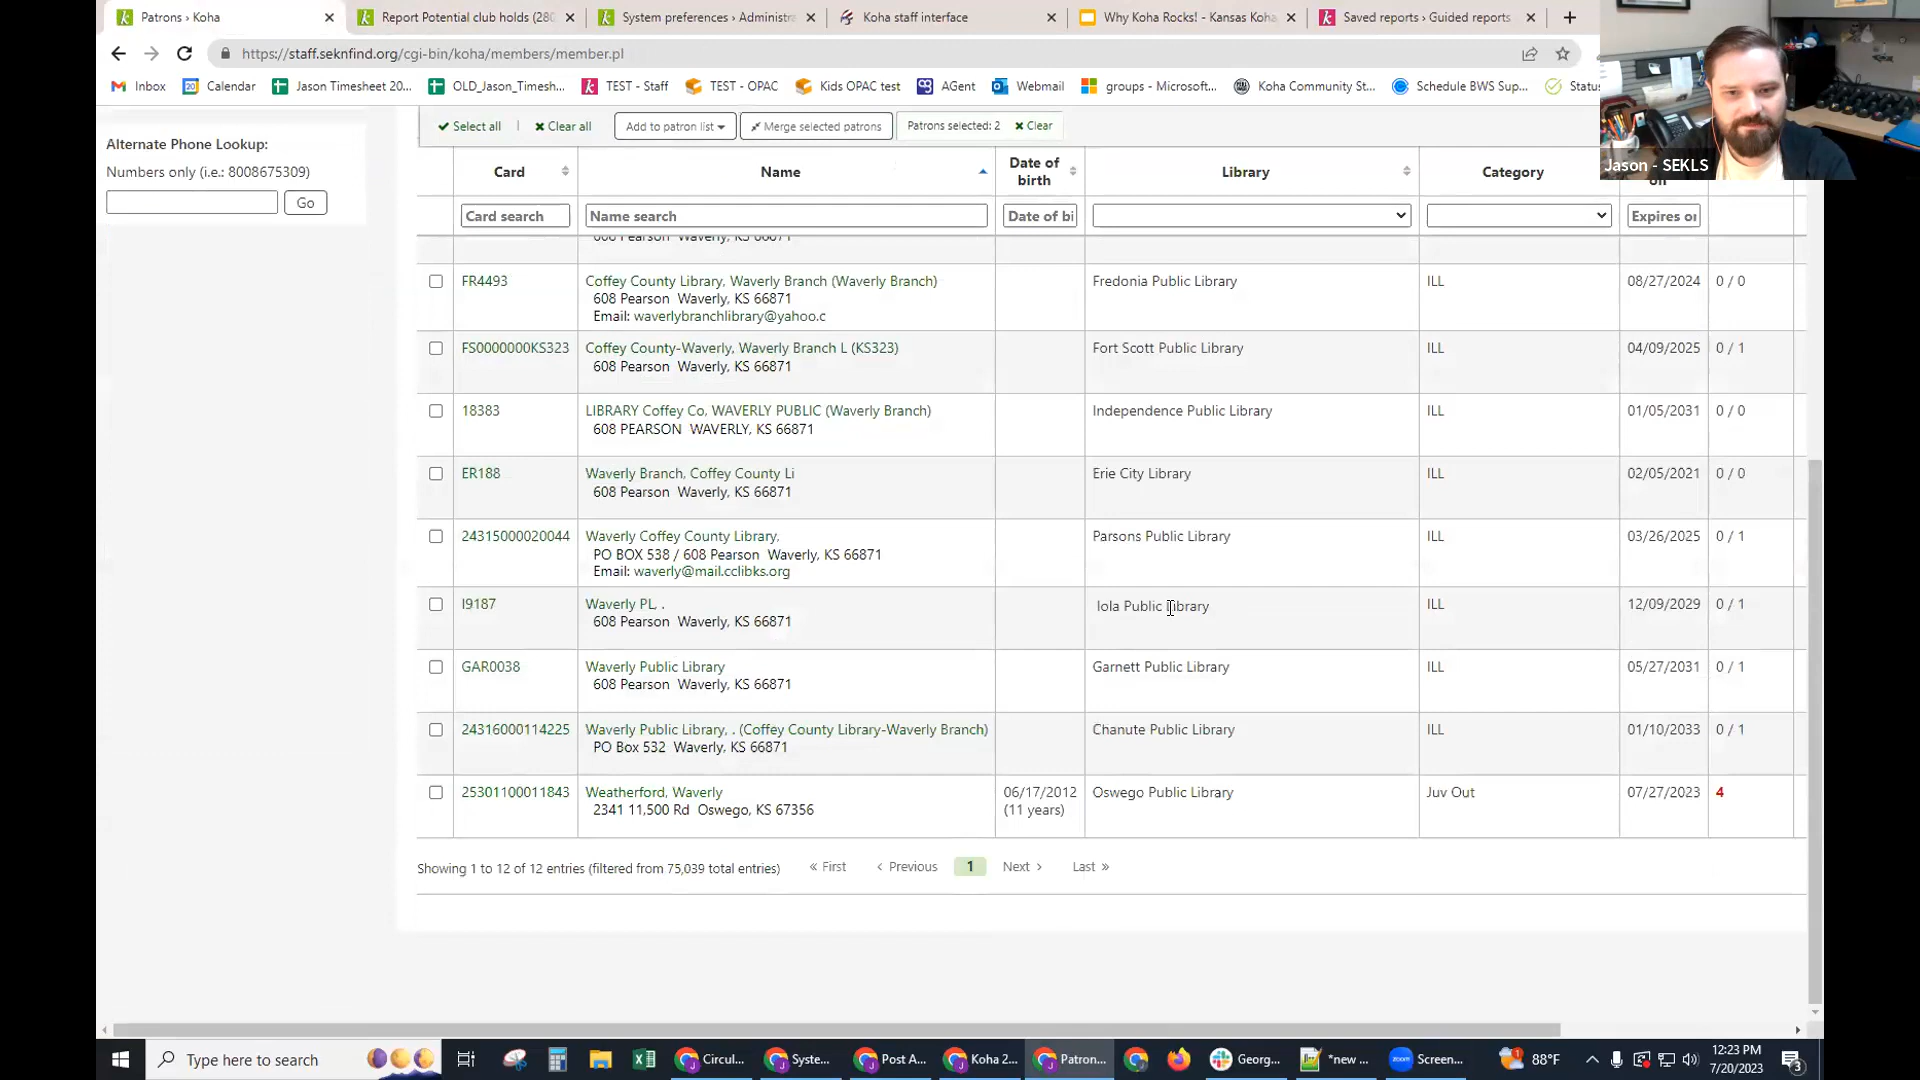 Patrons › Koha
Report Potential club holds (280
System preferences › Administra
Koha staff interface
Why Koha Rocks! - Kansas Koha
Saved reports › Guided reports
https://staff.seknfind.org/cgi-bin/koha/members/member.pl
Inbox
Calendar
Jason Timesheet 20...
OLD_Jason_Timesh...
TEST - Staff
TEST - OPAC
Kids OPAC test
AGent
Webmail
groups - Microsoft...
Koha Community St...
Schedule BWS Sup...
Status
Jason - SEKLS
Alternate Phone Lookup:
Numbers only (i.e.: 8008675309)
Go
Select all
Clear all
Add to patron list
Merge selected patrons
Patrons selected: 2
Clear
Card Name Date of birth Library Category
Card search Name search Date of bi Expires or
608 Pearson Waverly, KS 66871
FR4493 Coffey County Library, Waverly Branch (Waverly Branch) Fredonia Public Library ILL 08/27/2024 0 / 0
608 Pearson Waverly, KS 66871
Email: waverlybranchlibrary@yahoo.c
FS0000000KS323 Coffey County-Waverly, Waverly Branch L (KS323) Fort Scott Public Library ILL 04/09/2025 0 / 1
608 Pearson Waverly, KS 66871
18383 LIBRARY Coffey Co, WAVERLY PUBLIC (Waverly Branch) Independence Public Library ILL 01/05/2031 0 / 0
608 PEARSON WAVERLY, KS 66871
ER188 Waverly Branch, Coffey County Li Erie City Library ILL 02/05/2021 0 / 0
608 Pearson Waverly, KS 66871
24315000020044 Waverly Coffey County Library, Parsons Public Library ILL 03/26/2025 0 / 1
PO BOX 538 / 608 Pearson Waverly, KS 66871
Email: waverly@mail.cclibks.org
I9187 Waverly PL, . Iola Public Library ILL 12/09/2029 0 / 1
608 Pearson Waverly, KS 66871
GAR0038 Waverly Public Library Garnett Public Library ILL 05/27/2031 0 / 1
608 Pearson Waverly, KS 66871
24316000114225 Waverly Public Library, . (Coffey County Library-Waverly Branch) Chanute Public Library ILL 01/10/2033 0 / 1
PO Box 532 Waverly, KS 66871
25301100011843 Weatherford, Waverly 06/17/2012 Oswego Public Library Juv Out 07/27/2023 4
2341 11,500 Rd Oswego, KS 67356 (11 years)
Showing 1 to 12 of 12 entries (filtered from 75,039 total entries) « First ‹ Previous 1 Next › Last »
Type here to search
Circul...
Syste...
Post A...
Koha 2...
Patron...
Georg...
*new ...
Screen...
88°F
12:23 PM
7/20/2023
3